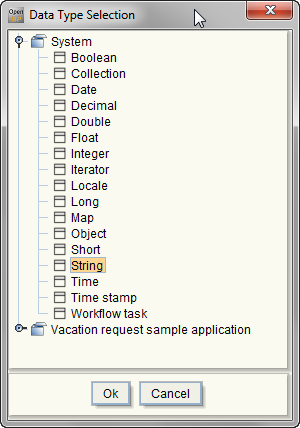 Open
Data Type Selection
System
Boolean
Collection
Date
Decimal
Double
Float
Integer
Iterator
Locale
Long
Map
Object
Short
String
Time
Time stamp
Workflow task
Vacation request sample application
Ok
Cancel